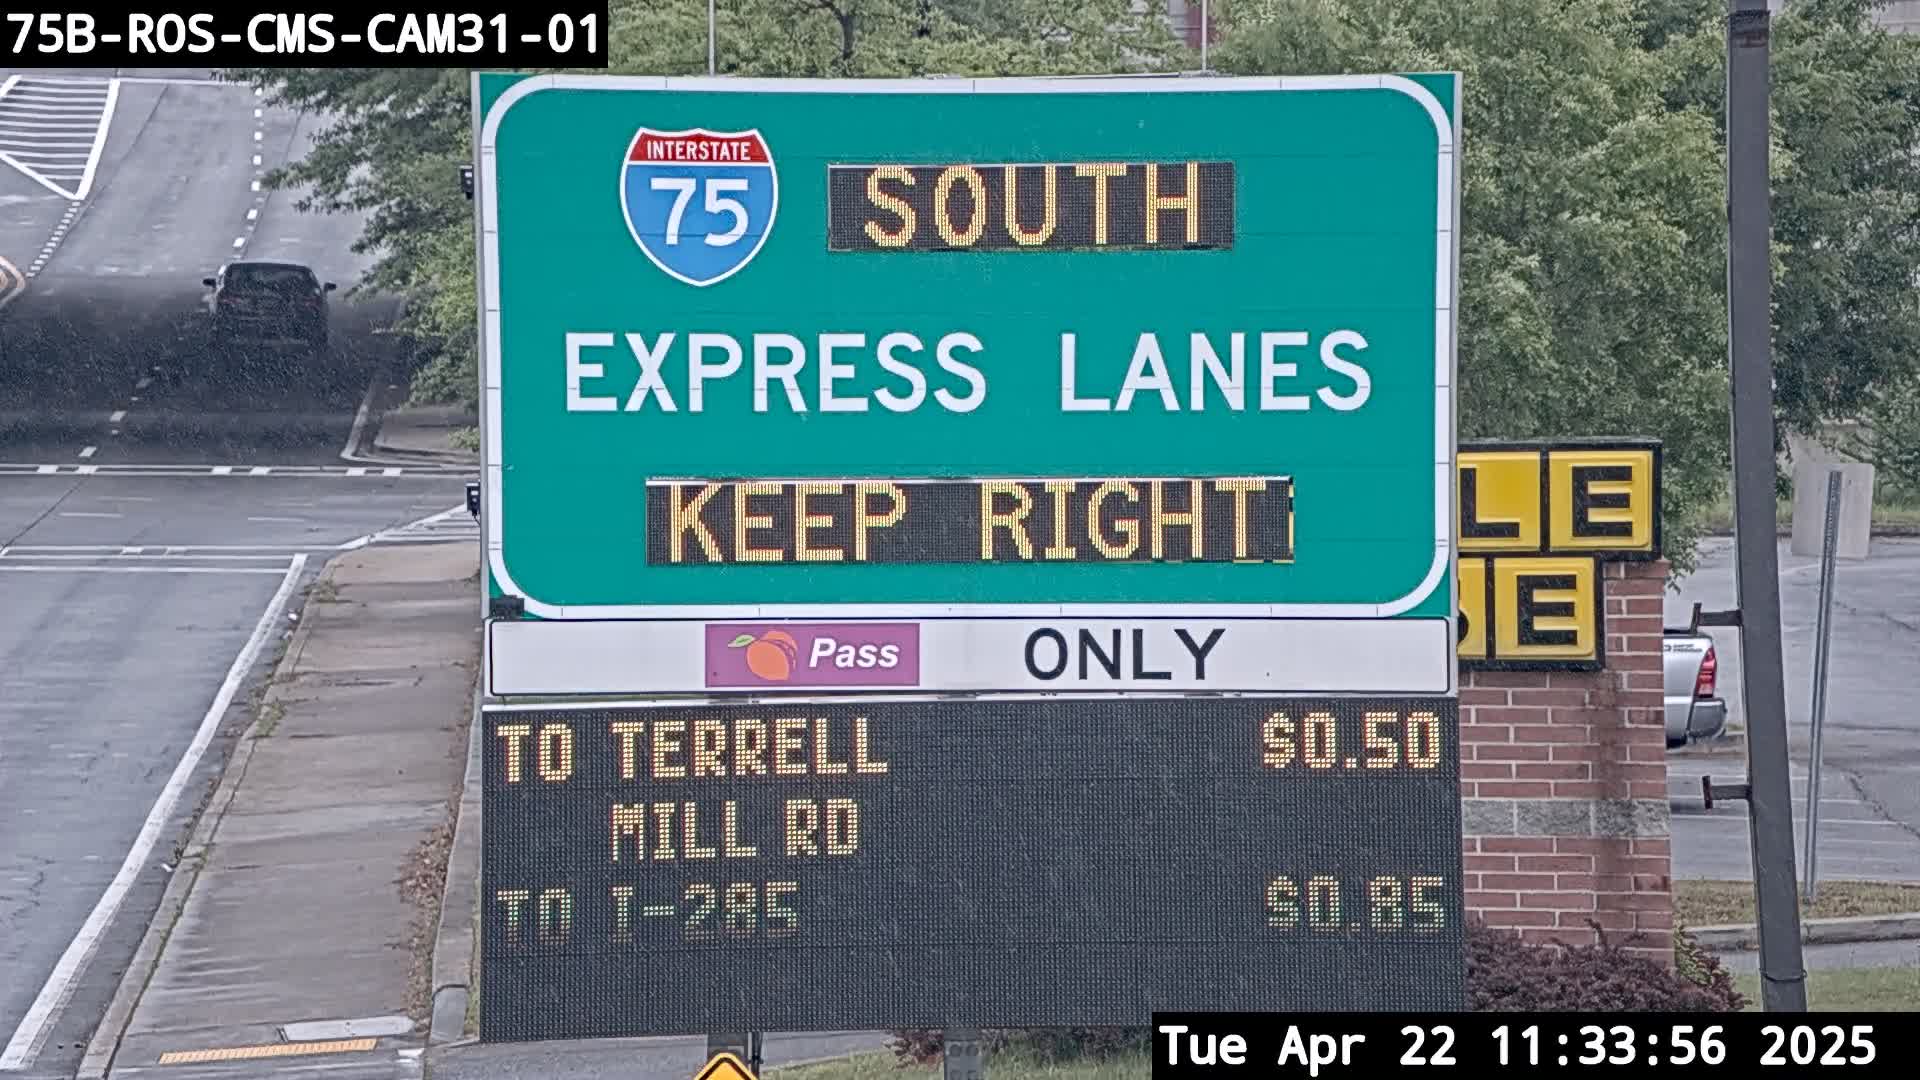 75B-ROS-CMS-CAM31-01
INTERSTATE
75
SOUTH
EXPRESS LANES
KEEP RIGHT
Pass ONLY
TO TERRELL $0.50
MILL RD
TO I-285 $0.85
LE
E
Tue Apr 22 11:33:56 2025